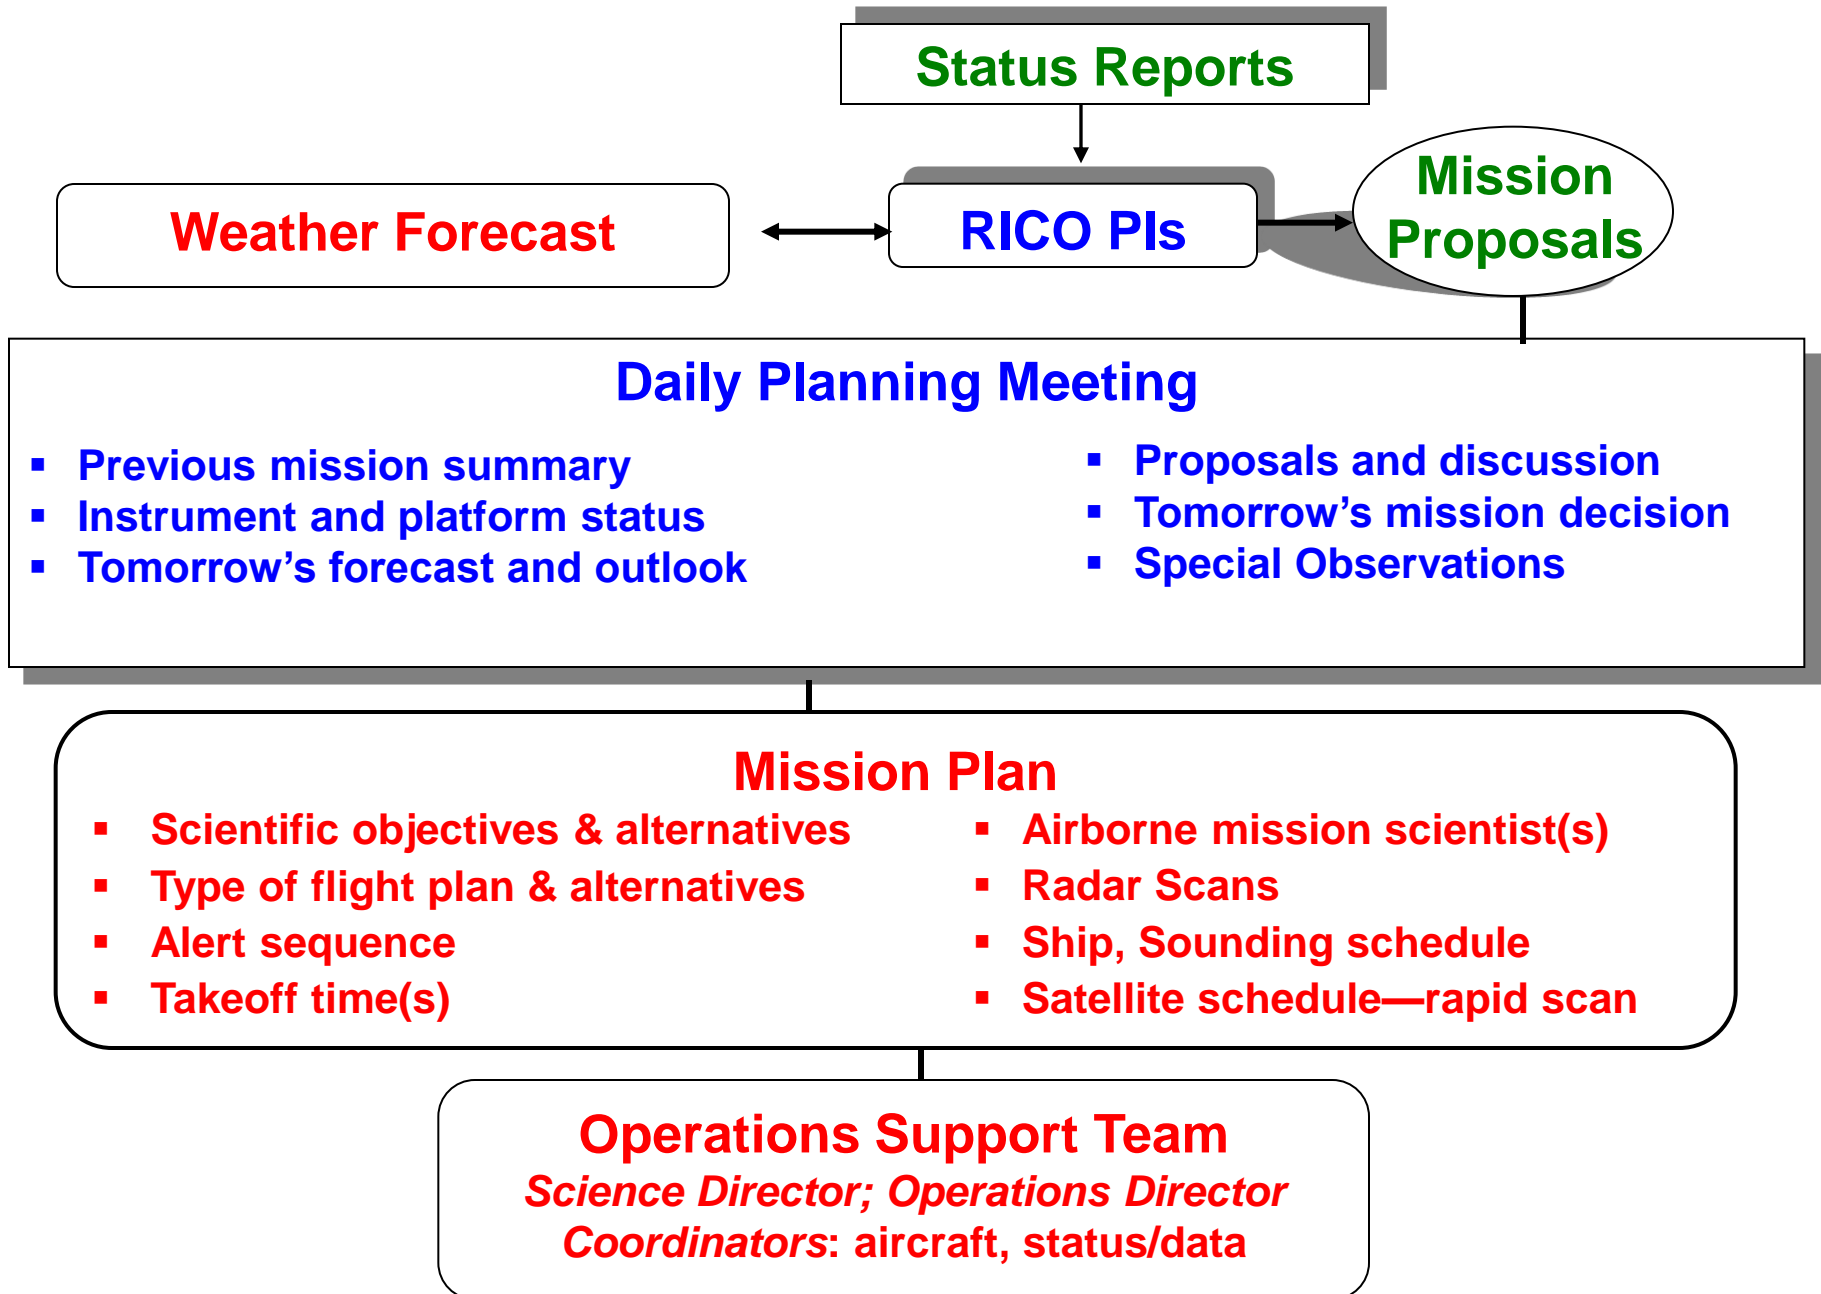 Status Reports
Weather Forecast
RICO PIs
Mission
Proposals
Daily Planning Meeting
▪ Previous mission summary
▪ Instrument and platform status
▪ Tomorrow’s forecast and outlook
▪ Proposals and discussion
▪ Tomorrow’s mission decision
▪ Special Observations
Mission Plan
▪ Scientific objectives & alternatives
▪ Type of flight plan & alternatives
▪ Alert sequence
▪ Takeoff time(s)
▪ Airborne mission scientist(s)
▪ Radar Scans
▪ Ship, Sounding schedule
▪ Satellite schedule—rapid scan
Operations Support Team
Science Director; Operations Director
Coordinators: aircraft, status/data